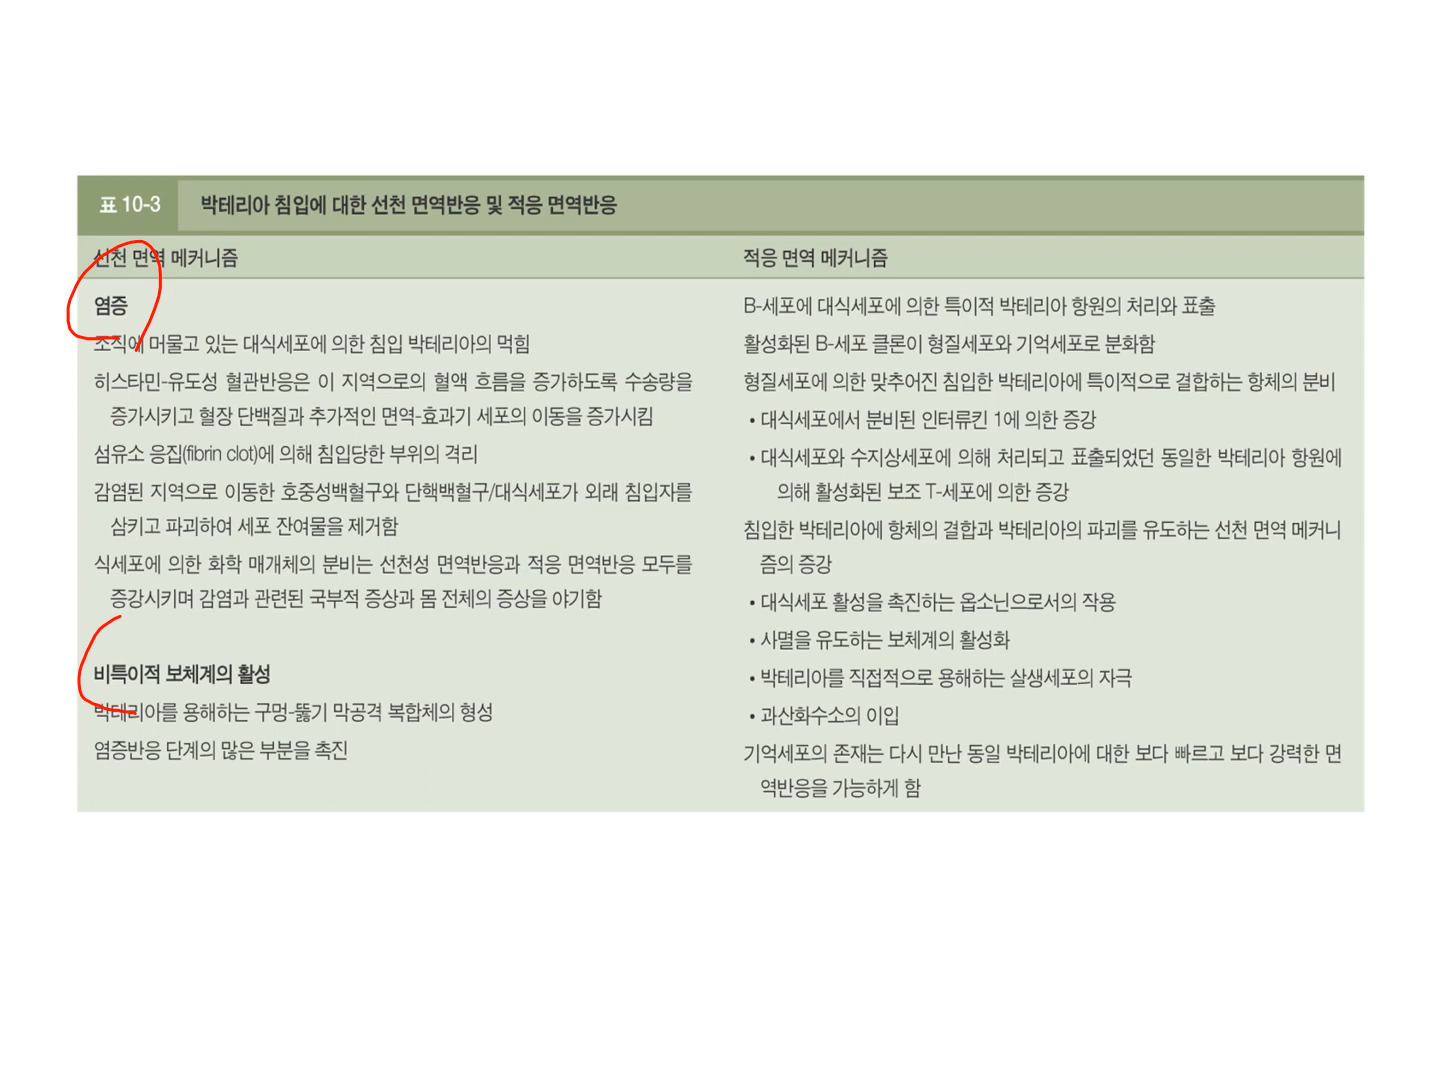 표 10-3 박테리아 침입에 대한 선천 면역반응 및 적응 면역반응
선천 면역 메커니즘
염증
조직에 머물고 있는 대식세포에 의한 침입 박테리아의 먹힘
히스타민-유도성 혈관반응은 이 지역으로의 혈액 흐름을 증가하도록 수송량을
증가시키고 혈장 단백질과 추가적인 면역-효과기 세포의 이동을 증가시킴
섬유소 응집(fibrin clot)에 의해 침입당한 부위의 격리
감염된 지역으로 이동한 호중성백혈구와 단핵백혈구/대식세포가 외래 침입자를
삼키고 파괴하여 세포 잔여물을 제거함
식세포에 의한 화학 매개체의 분비는 선천성 면역반응과 적응 면역반응 모두를
증강시키며 감염과 관련된 국부적 증상과 몸 전체의 증상을 야기함
비특이적 보체계의 활성
박테리아를 용해하는 구멍-뚫기 막공격 복합체의 형성
염증반응 단계의 많은 부분을 촉진
적응 면역 메커니즘
B-세포에 대식세포에 의한 특이적 박테리아 항원의 처리와 표출
활성화된 B-세포 클론이 형질세포와 기억세포로 분화함
형질세포에 의한 맞추어진 침입한 박테리아에 특이적으로 결합하는 항체의 분비
• 대식세포에서 분비된 인터류킨 1에 의한 증강
• 대식세포와 수지상세포에 의해 처리되고 표출되었던 동일한 박테리아 항원에
의해 활성화된 보조 T-세포에 의한 증강
침입한 박테리아에 항체의 결합과 박테리아의 파괴를 유도하는 선천 면역 메커니
즘의 증강
• 대식세포 활성을 촉진하는 옵소닌으로서의 작용
• 사멸을 유도하는 보체계의 활성화
• 박테리아를 직접적으로 용해하는 살생세포의 자극
• 과산화수소의 이입
기억세포의 존재는 다시 만난 동일 박테리아에 대한 보다 빠르고 보다 강력한 면
역반응을 가능하게 함